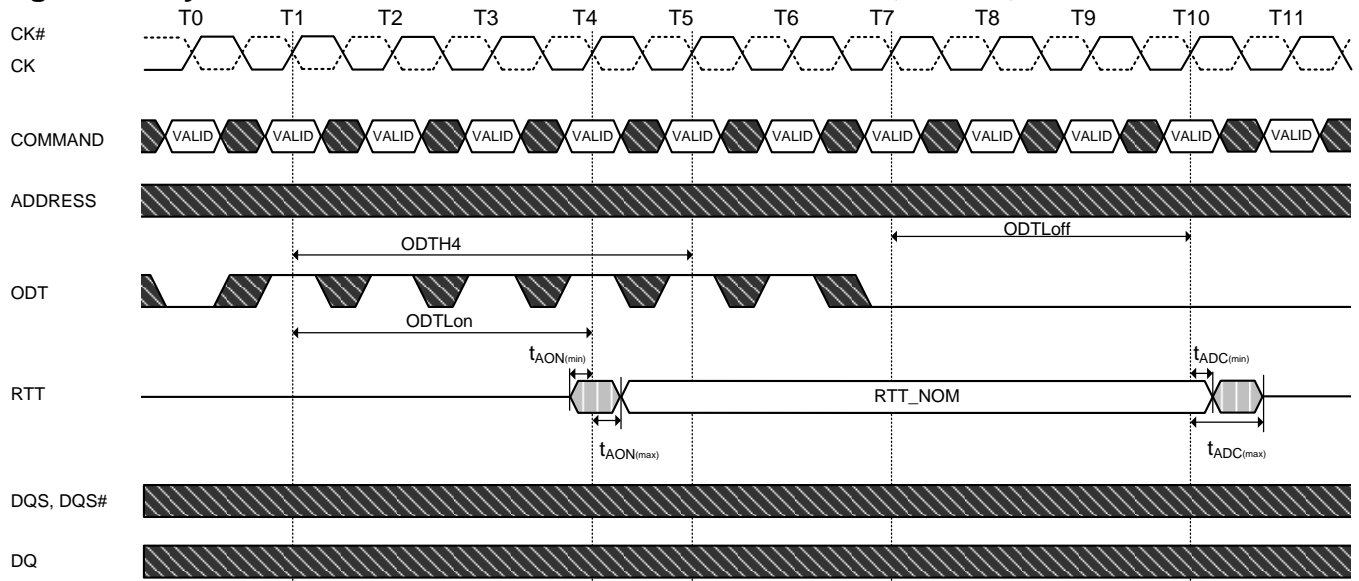 T0 T1 T2 T3 T4 T5 T6 T7 T8 T9 T10 T11
CK#
CK
COMMAND VALID VALID VALID VALID VALID VALID VALID VALID VALID VALID VALID VALID
ADDRESS
ODTLoff
ODTH4
ODT
ODTLon
tAON(min) tADC(min)
RTT RTT_NOM
tAON(max) tADC(max)
DQS, DQS#
DQ